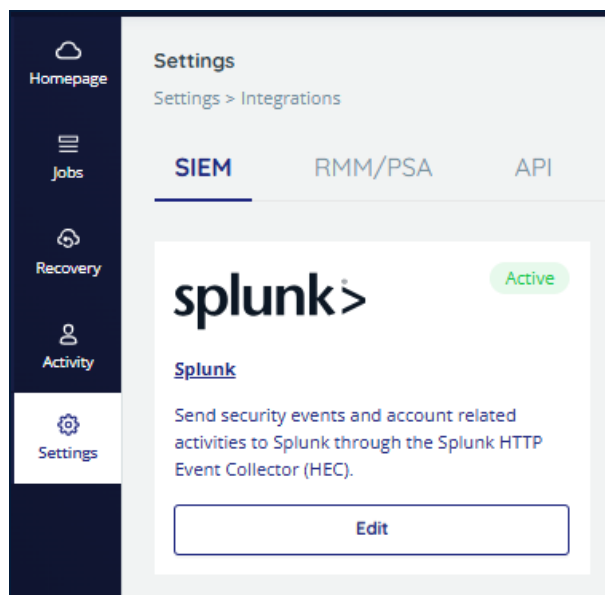 Homepage
Jobs
Recovery
Activity
Settings
Settings
Settings > Integrations
SIEM RMM/PSA API
splunk>
Active
Splunk
Send security events and account related
activities to Splunk through the Splunk HTTP
Event Collector (HEC).
Edit